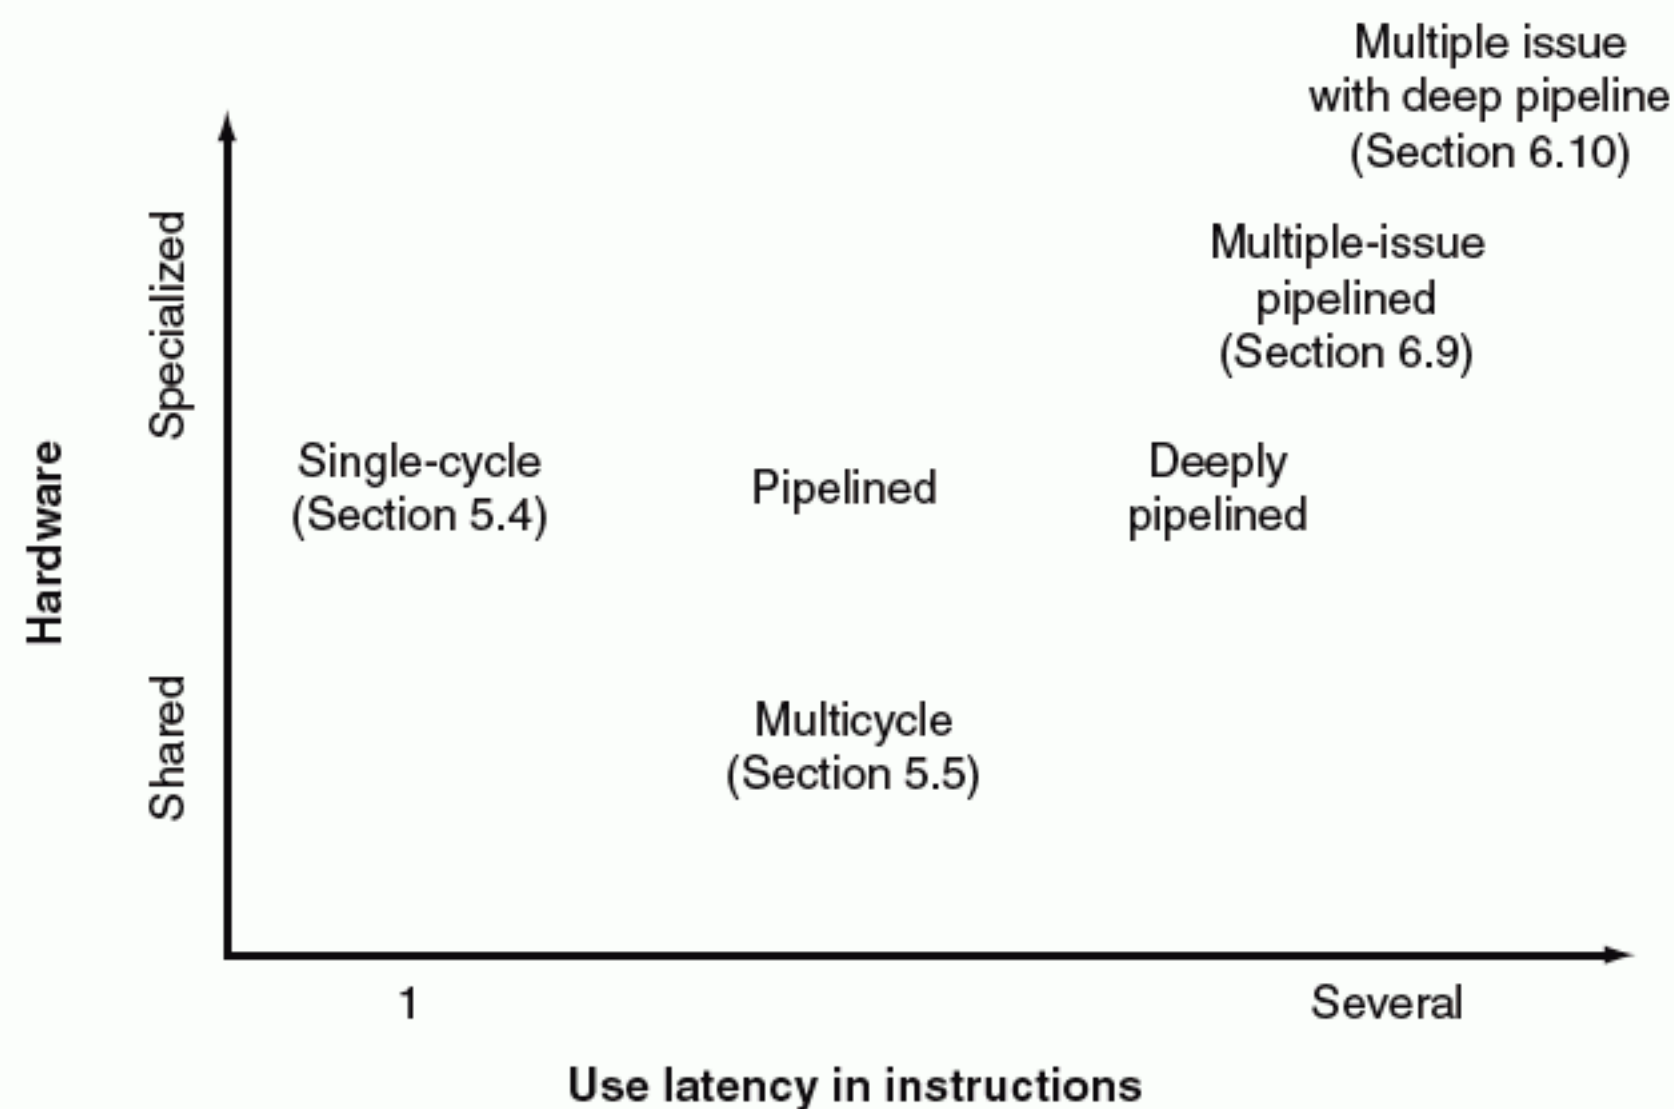 Multiple issue
with deep pipeline
(Section 6.10)
Multiple-issue
pipelined
(Section 6.9)
Specialized
Hardware
Shared
Single-cycle
(Section 5.4)
Pipelined
Deeply
pipelined
Multicycle
(Section 5.5)
1
Several
Use latency in instructions